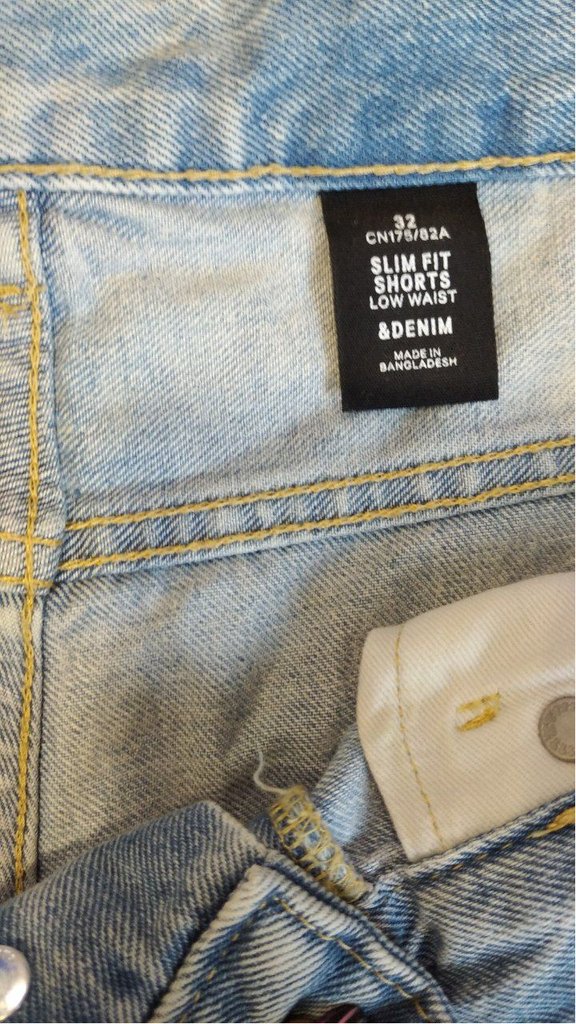 32
CN175/82A
SLIM FIT
SHORTS
LOW WAIST
&DENIM
MADE IN
BANGLADESH